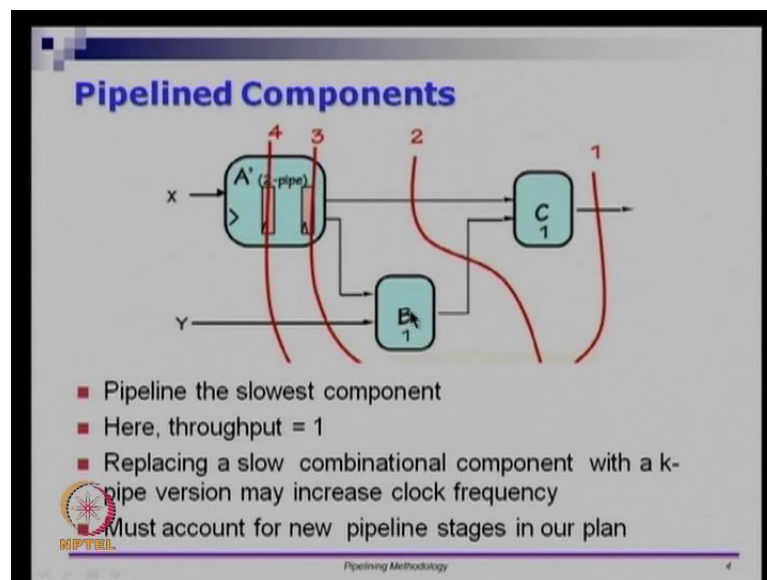 Pipelined Components
4
3
2
1
A' (2-pipe)
X
C
1
Y
B
1
Pipeline the slowest component
Here, throughput = 1
Replacing a slow combinational component with a k-
pipe version may increase clock frequency
Must account for new pipeline stages in our plan
NPTEL
Pipelining Methodology
4